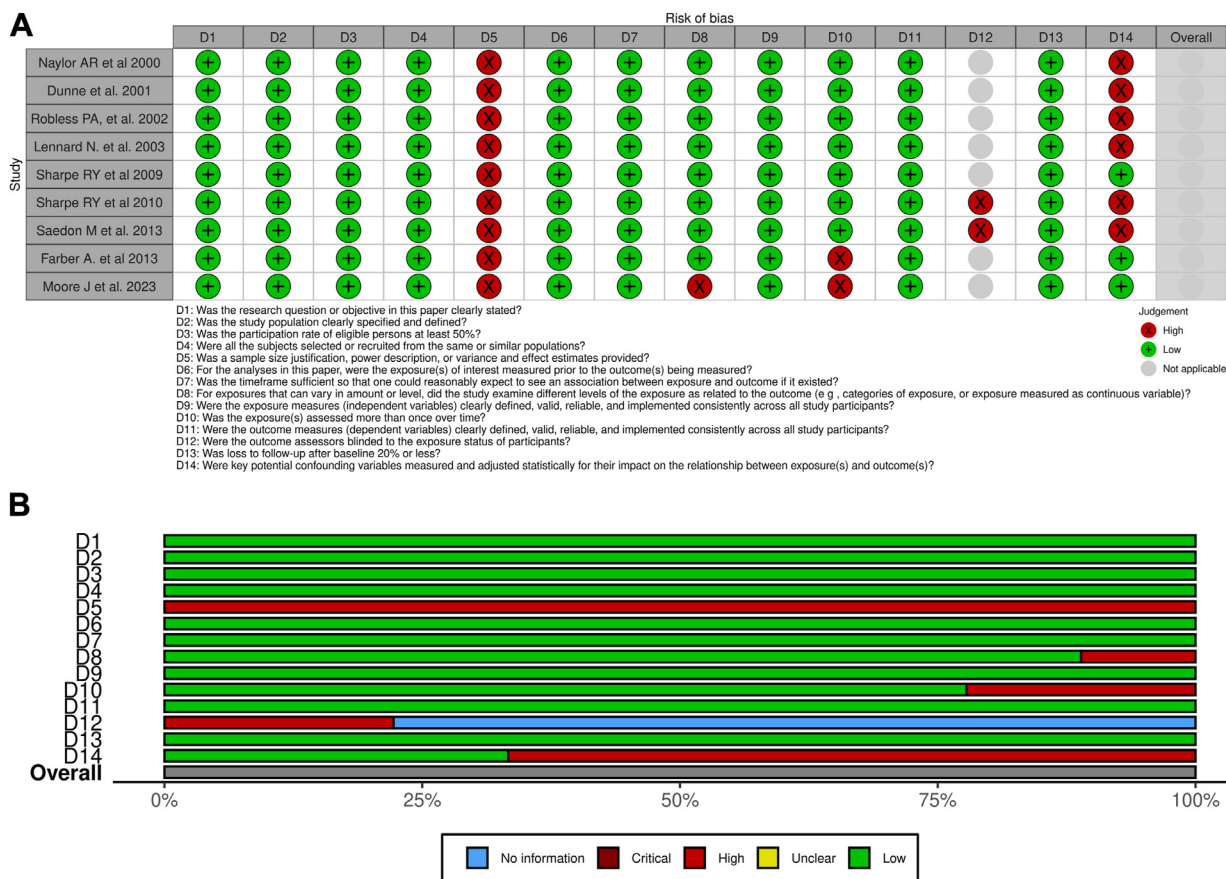 A
Risk of bias
D1 D2 D3 D4 D5 D6 D7 D8 D9 D10 D11 D12 D13 D14 Overall
Study
Naylor AR et al 2000 + + + + X + + + + + + + X
Dunne et al. 2001 + + + + X + + + + + + + X
Robless PA, et al. 2002 + + + + X + + + + + + + X
Lennard N. et al. 2003 + + + + X + + + + + + + X
Sharpe RY et al 2009 + + + + X + + + + + + + +
Sharpe RY et al 2010 + + + + X + + + + + + X + X
Saedon M et al. 2013 + + + + X + + + + + + X + X
Farber A. et al 2013 + + + + X + + + + X + + +
Moore J et al. 2023 + + + + X + + X + X + + +
D1: Was the research question or objective in this paper clearly stated?
D2: Was the study population clearly specified and defined?
D3: Was the participation rate of eligible persons at least 50%?
D4: Were all the subjects selected or recruited from the same or similar populations?
D5: Was a sample size justification, power description, or variance and effect estimates provided?
D6: For the analyses in this paper, were the exposure(s) of interest measured prior to the outcome(s) being measured?
D7: Was the timeframe sufficient so that one could reasonably expect to see an association between exposure and outcome if it existed?
D8: For exposures that can vary in amount or level, did the study examine different levels of the exposure as related to the outcome (e g , categories of exposure, or exposure measured as continuous variable)?
D9: Were the exposure measures (independent variables) clearly defined, valid, reliable, and implemented consistently across all study participants?
D10: Was the exposure(s) assessed more than once over time?
D11: Were the outcome measures (dependent variables) clearly defined, valid, reliable, and implemented consistently across all study participants?
D12: Were the outcome assessors blinded to the exposure status of participants?
D13: Was loss to follow-up after baseline 20% or less?
D14: Were key potential confounding variables measured and adjusted statistically for their impact on the relationship between exposure(s) and outcome(s)?
Judgement
X High
+ Low
Not applicable
B
D1
D2
D3
D4
D5
D6
D7
D8
D9
D10
D11
D12
D13
D14
Overall
0% 25% 50% 75% 100%
No information Critical High Unclear Low